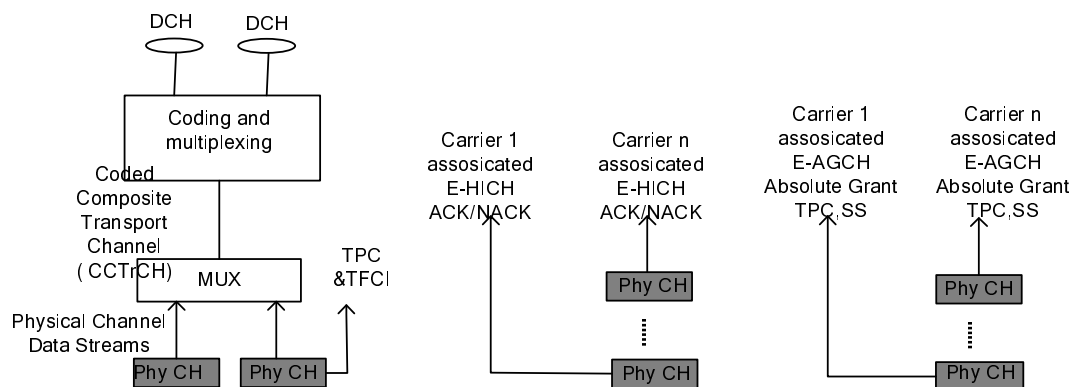 DCH
DCH
Coding and
multiplexing
Coded
Composite
Transport
Channel
( CCTrCH)
MUX
TPC
&TFCI
Physical Channel
Data Streams
Phy CH
Phy CH
Carrier 1
assosicated
E-HICH
ACK/NACK
Carrier n
assosicated
E-HICH
ACK/NACK
Phy CH
Phy CH
Carrier 1
assosicated
E-AGCH
Absolute Grant
TPC,SS
Carrier n
assosicated
E-AGCH
Absolute Grant
TPC,SS
Phy CH
Phy CH